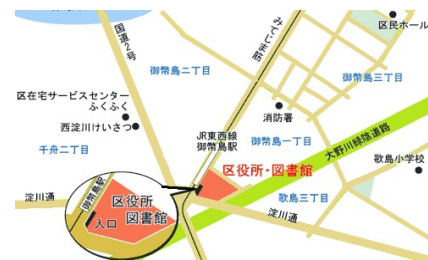 区民ホール
国道2号
みてじま筋
御幣島二丁目
御幣島三丁目
区在宅サービスセンター
ふくふく
消防署
西淀川けいさつ
JR東西線
御幣島駅
御幣島一丁目
大野川緑陰道路
千舟二丁目
区役所・図書館
歌島小学校
御幣島駅
淀川通
区役所
図書館
入口
歌島三丁目
淀川通